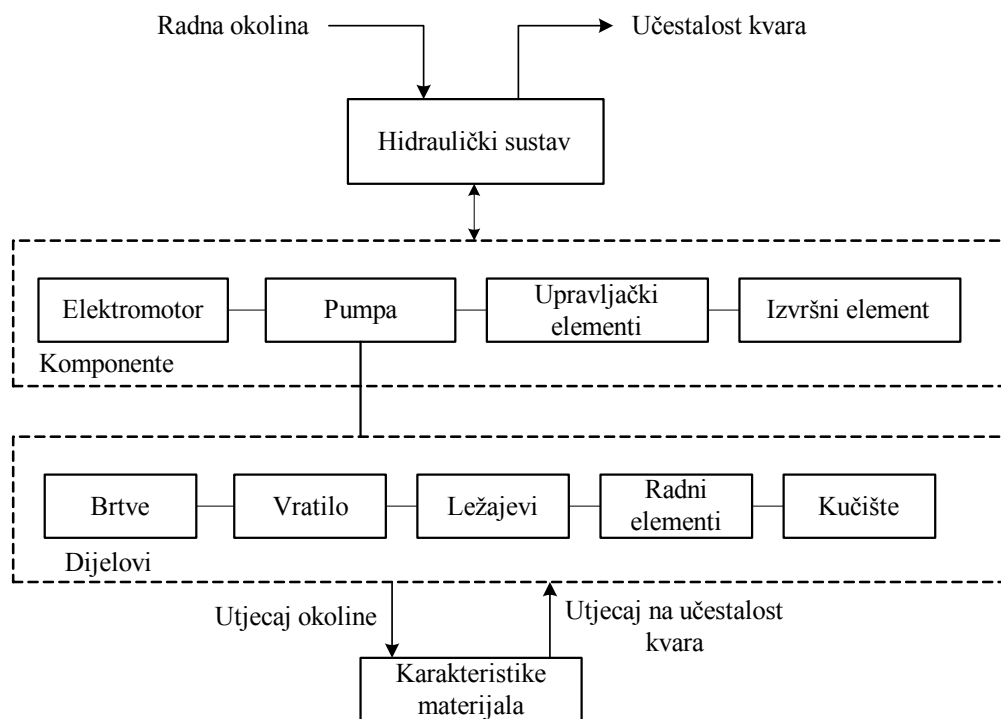 Radna okolina
Učestalost kvara
Hidraulički sustav
Elektromotor
Pumpa
Upravljački
elementi
Izvršni element
Komponente
Brtve
Vratilo
Ležajevi
Radni
elementi
Kučište
Dijelovi
Utjecaj okoline
Utjecaj na učestalost
kvara
Karakteristike
materijala